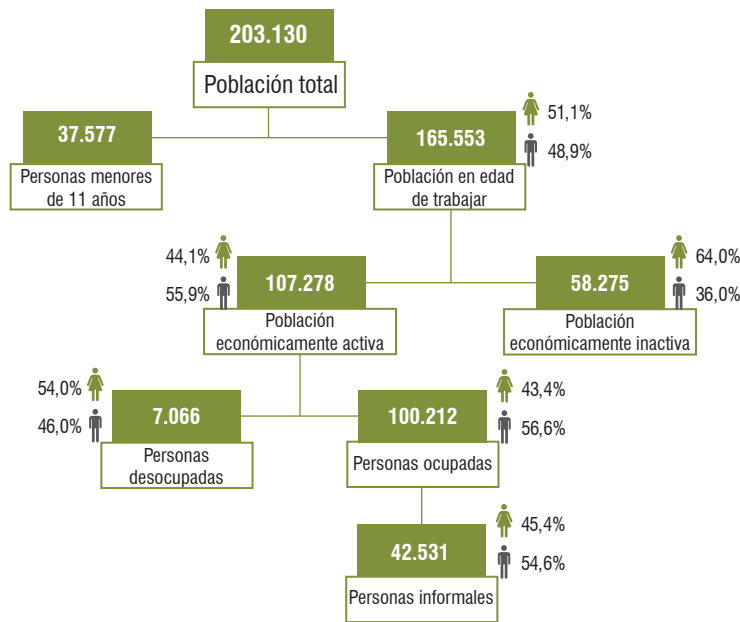 203.130
Población total
37.577
Personas menores
de 11 años
165.553
Población en edad
de trabajar
51,1%
48,9%
44,1%
55,9%
107.278
Población
económicamente activa
58.275
Población
económicamente inactiva
64,0%
36,0%
54,0%
46,0%
7.066
Personas
desocupadas
100.212
Personas ocupadas
43,4%
56,6%
42.531
Personas informales
45,4%
54,6%